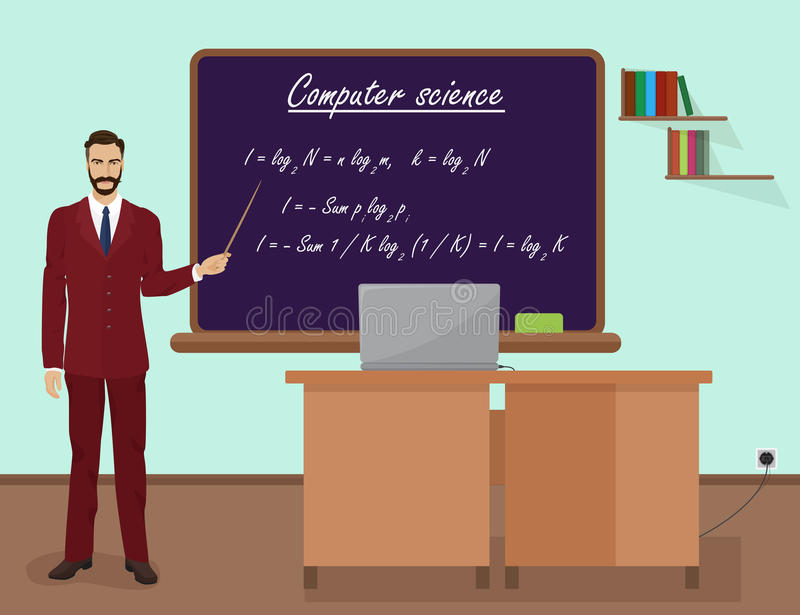 Computer science
I = log₂ N = n log₂ m, k = log₂ N
I = - Sum pᵢ log₂ pᵢ
I = - Sum 1 / K log₂ (1 / K) = I = log₂ K
dreamstime